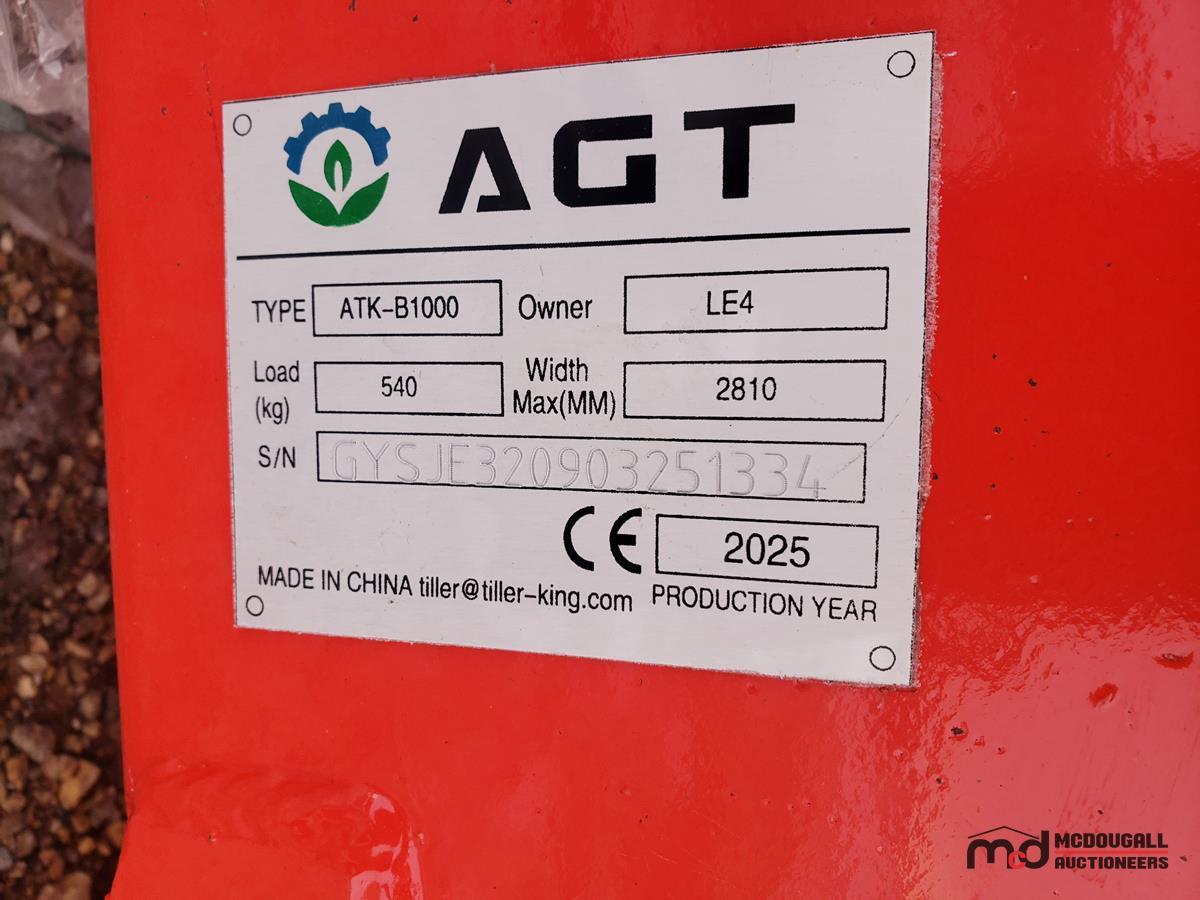 AGT
TYPE ATK-B1000 Owner LE4
Load (kg) 540 Width Max(MM) 2810
S/N GYSJE320903251334
CE 2025
MADE IN CHINA tiller@tiller-king.com PRODUCTION YEAR
mcd MCDOUGALL AUCTIONEERS